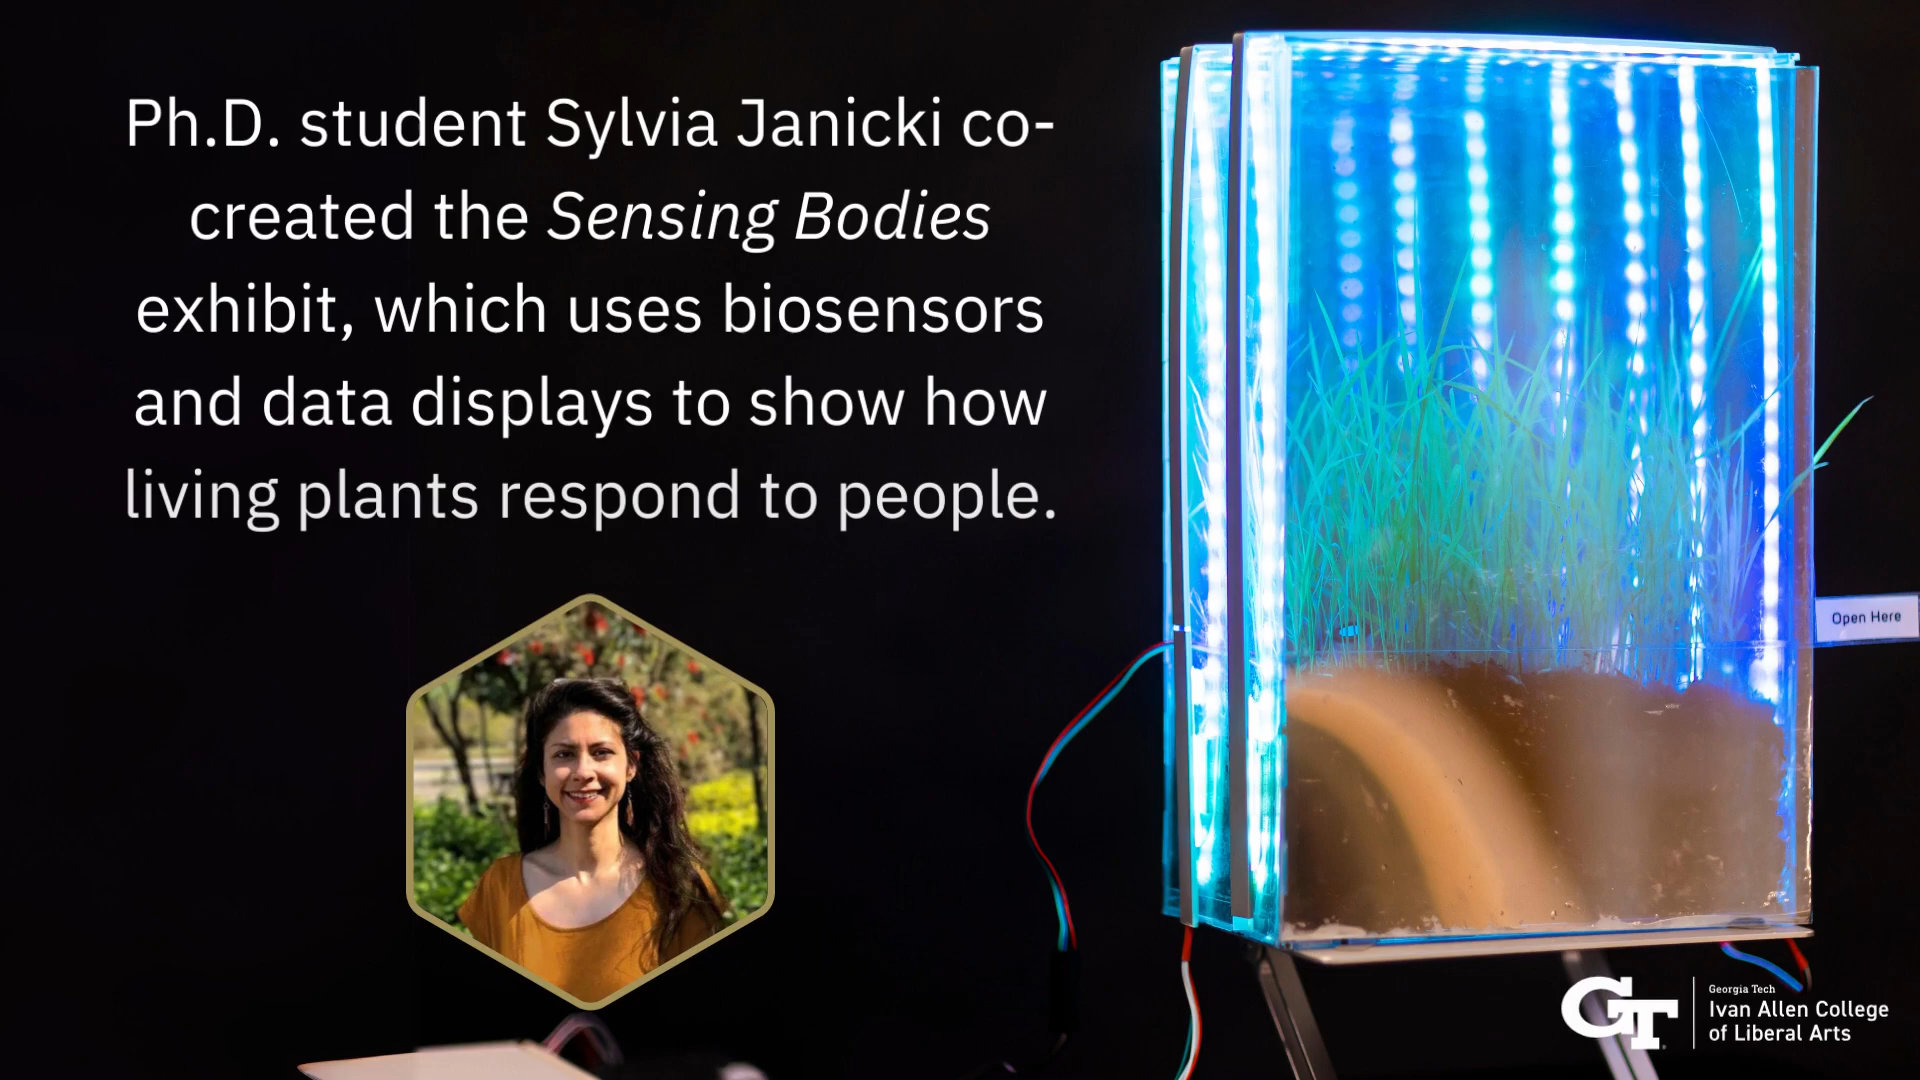 Ph.D. student Sylvia Janicki co-
created the Sensing Bodies
exhibit, which uses biosensors
and data displays to show how
living plants respond to people.
Open Here
GT
Georgia Tech
Ivan Allen College
of Liberal Arts